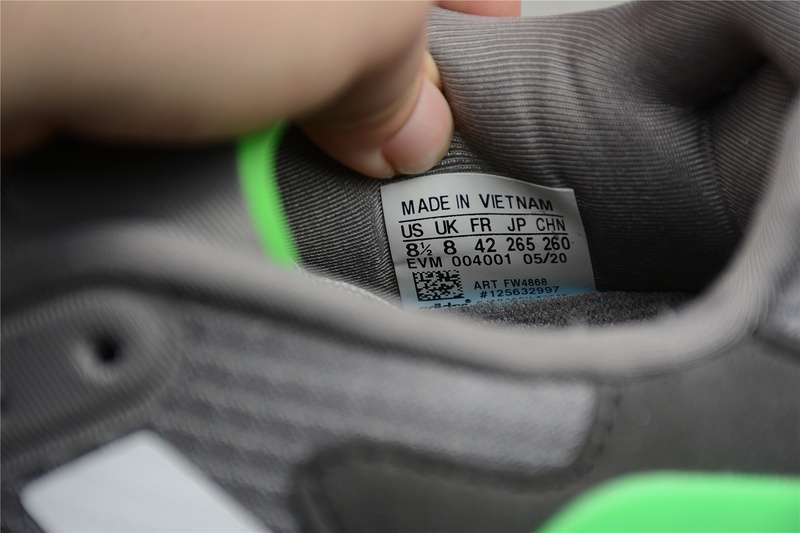 MADE IN VIETNAM
US UK FR JP CHN
8½ 8 42 265 260
EVM 004001 05/20
ART FW4868
#125632997